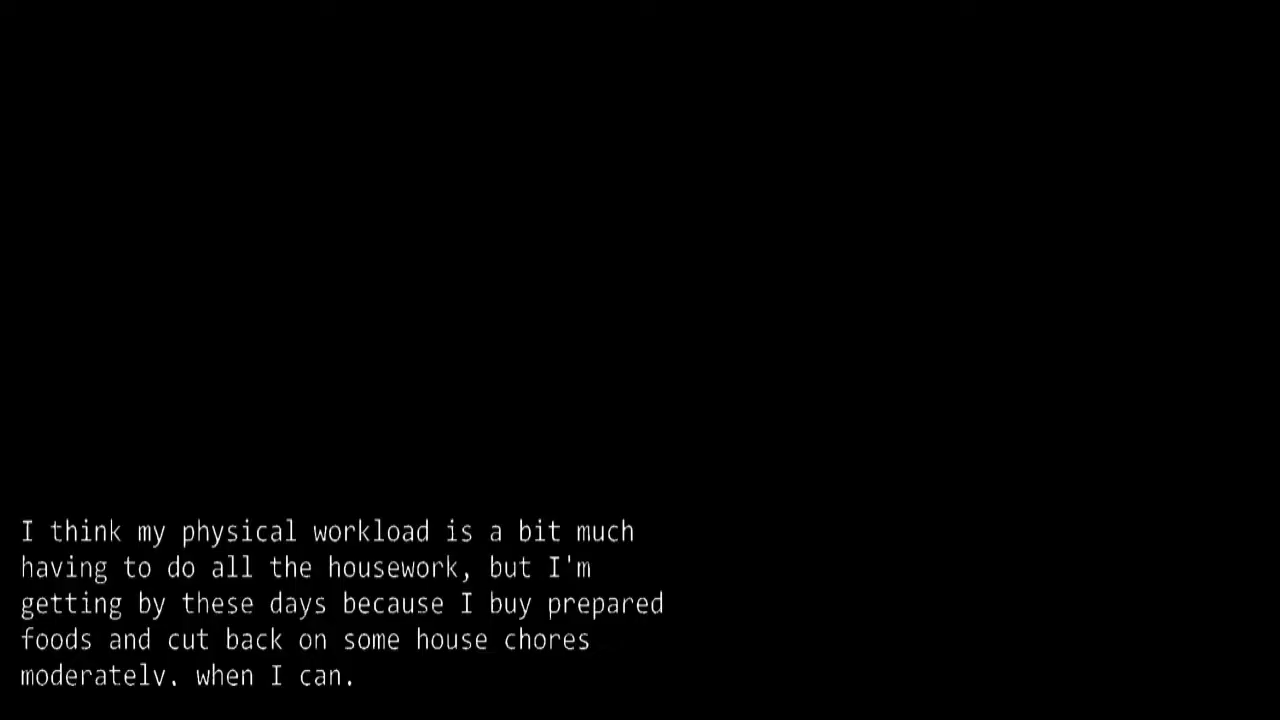 I think my physical workload is a bit much
having to do all the housework, but I'm
getting by these days because I buy prepared
foods and cut back on some house chores
moderately, when I can.